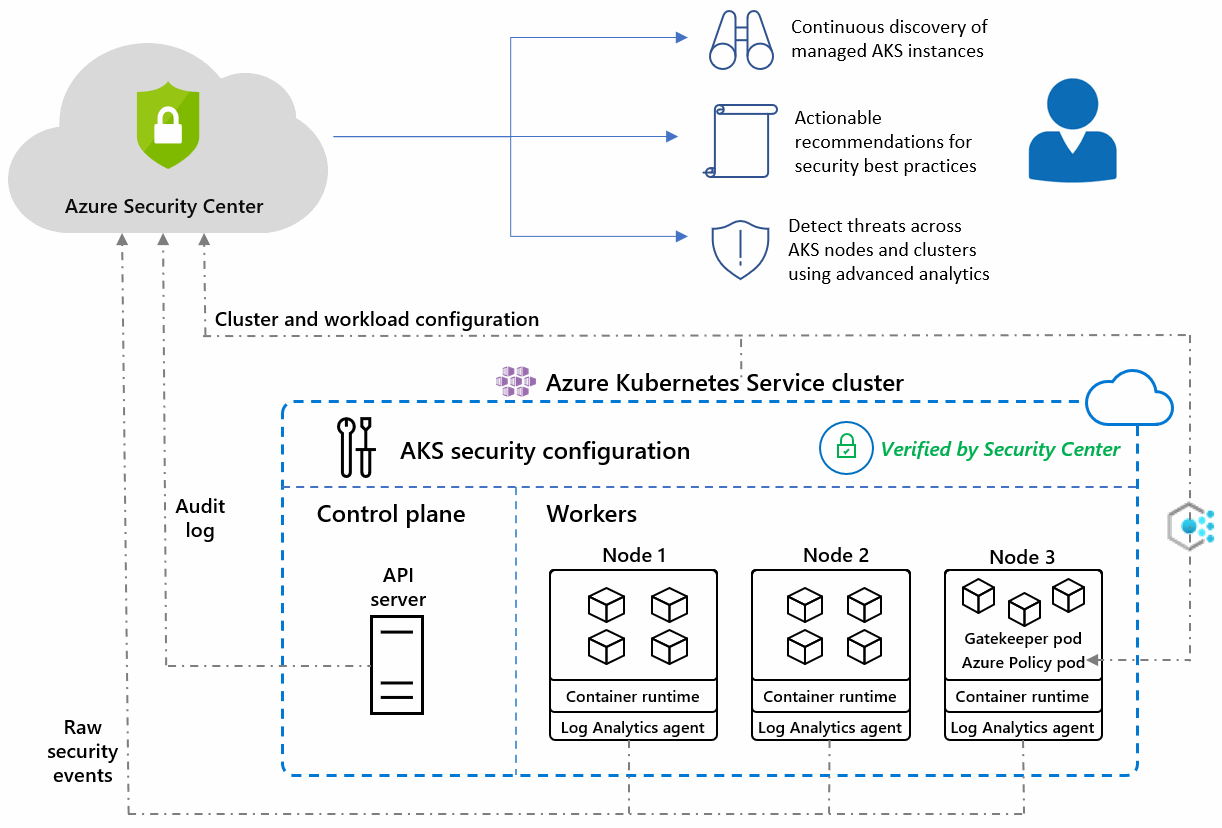 Continuous discovery of
managed AKS instances
Actionable
recommendations for
security best practices
Azure Security Center
Detect threats across
AKS nodes and clusters
using advanced analytics
Cluster and workload configuration
Azure Kubernetes Service cluster
AKS security configuration
Verified by Security Center
Audit
log
Control plane
Workers
API
server
Node 1
Node 2
Node 3
Gatekeeper pod
Azure Policy pod
Container runtime
Container runtime
Container runtime
Log Analytics agent
Log Analytics agent
Log Analytics agent
Raw
security
events